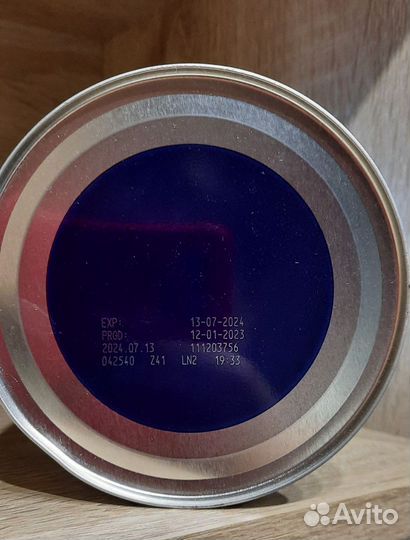 EXP: 13-07-2024
PROD: 12-01-2023
2024.07.13 111203756
042540 Z41 LN2 19:33
Avito